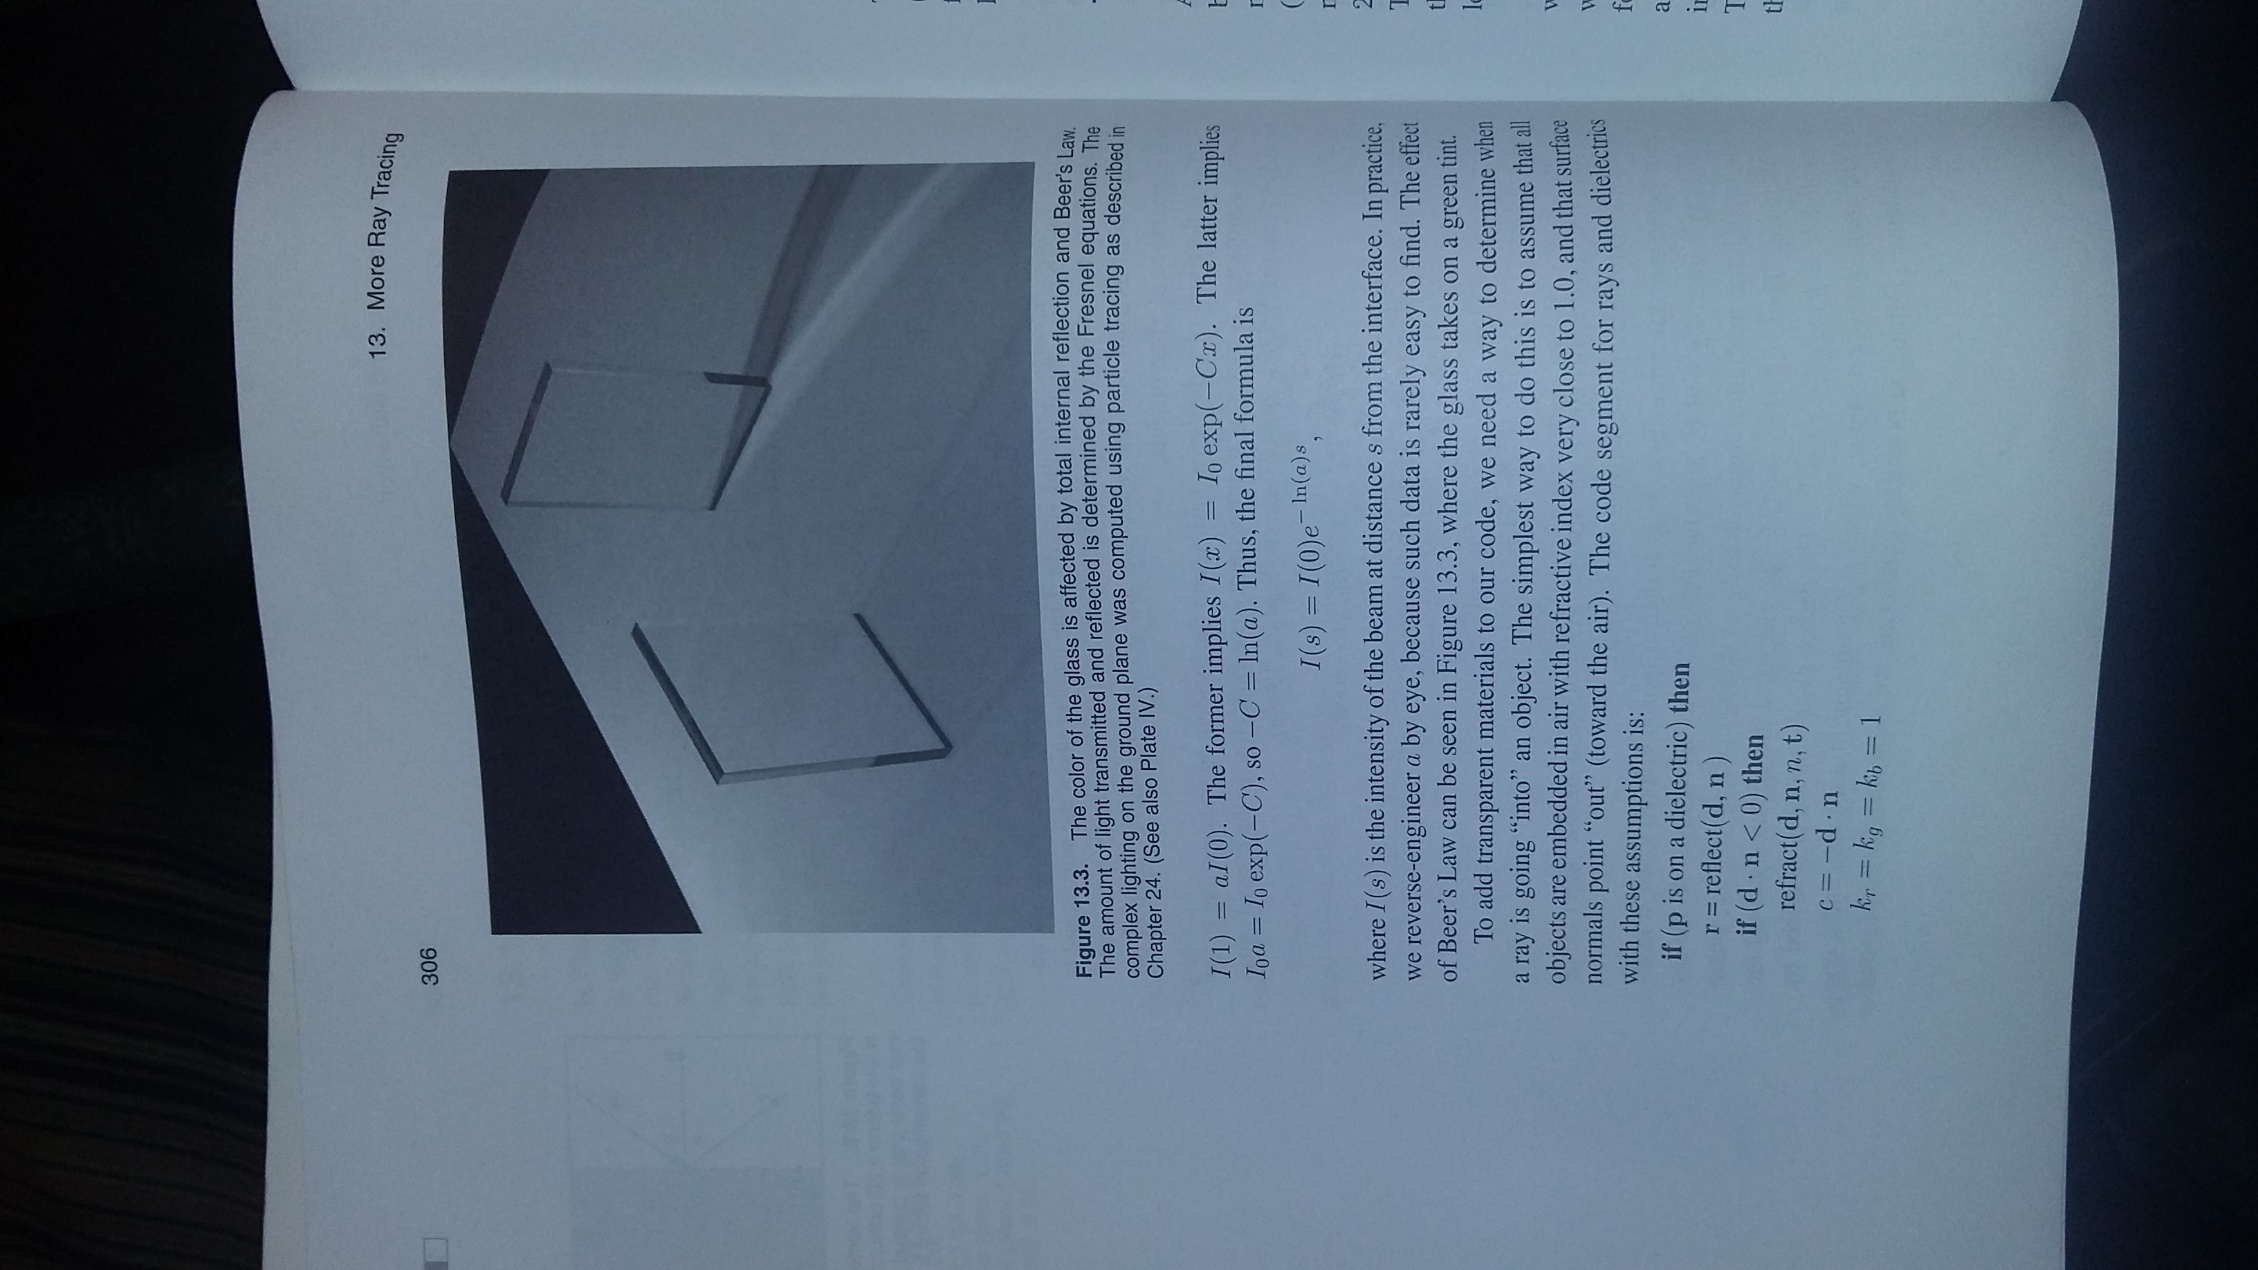 306
13. More Ray Tracing
Figure 13.3. The color of the glass is affected by total internal reflection and Beer's Law.
The amount of light transmitted and reflected is determined by the Fresnel equations. The
complex lighting on the ground plane was computed using particle tracing as described in
Chapter 24. (See also Plate IV.)
I(1) = aI(0). The former implies I(x) = I₀ exp(−Cx). The latter implies
I₀a = I₀ exp(−C), so −C = ln(a). Thus, the final formula is
I(s) = I(0)e^{− ln(a)s},
where I(s) is the intensity of the beam at distance s from the interface. In practice,
we reverse-engineer a by eye, because such data is rarely easy to find. The effect
of Beer's Law can be seen in Figure 13.3, where the glass takes on a green tint.
To add transparent materials to our code, we need a way to determine when
a ray is going “into” an object. The simplest way to do this is to assume that all
objects are embedded in air with refractive index very close to 1.0, and that surface
normals point “out” (toward the air). The code segment for rays and dielectrics
with these assumptions is:
if (p is on a dielectric) then
r = reflect(d, n )
if (d · n < 0) then
refract(d, n, n, t)
c = −d · n
kᵣ = k_g = k_b = 1